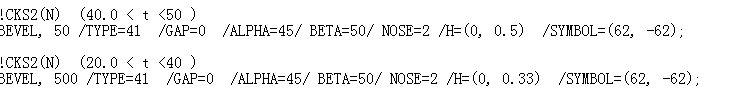 !CKS2(N)  (40.0 < t <50 )
BEVEL, 50 /TYPE=41  /GAP=0  /ALPHA=45/ BETA=50/ NOSE=2 /H=(0, 0.5)  /SYMBOL=(62, -62);
!CKS2(N)  (20.0 < t <40 )
BEVEL, 500 /TYPE=41  /GAP=0  /ALPHA=45/ BETA=50/ NOSE=2 /H=(0, 0.33)  /SYMBOL=(62, -62);